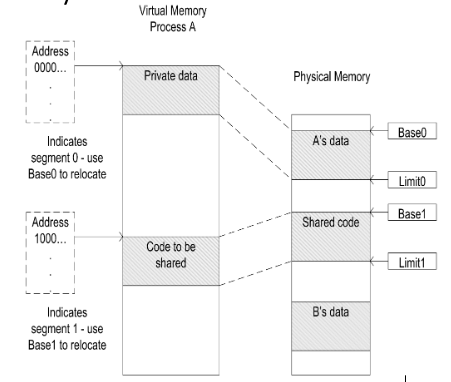 Virtual Memory
Process A
Address
0000...
.
.
.
Indicates
segment 0 - use
Base0 to relocate
Private data
Physical Memory
A's data
Base0
Limit0
Address
1000...
.
.
.
Indicates
segment 1 - use
Base1 to relocate
Code to be
shared
Shared code
Base1
Limit1
B's data